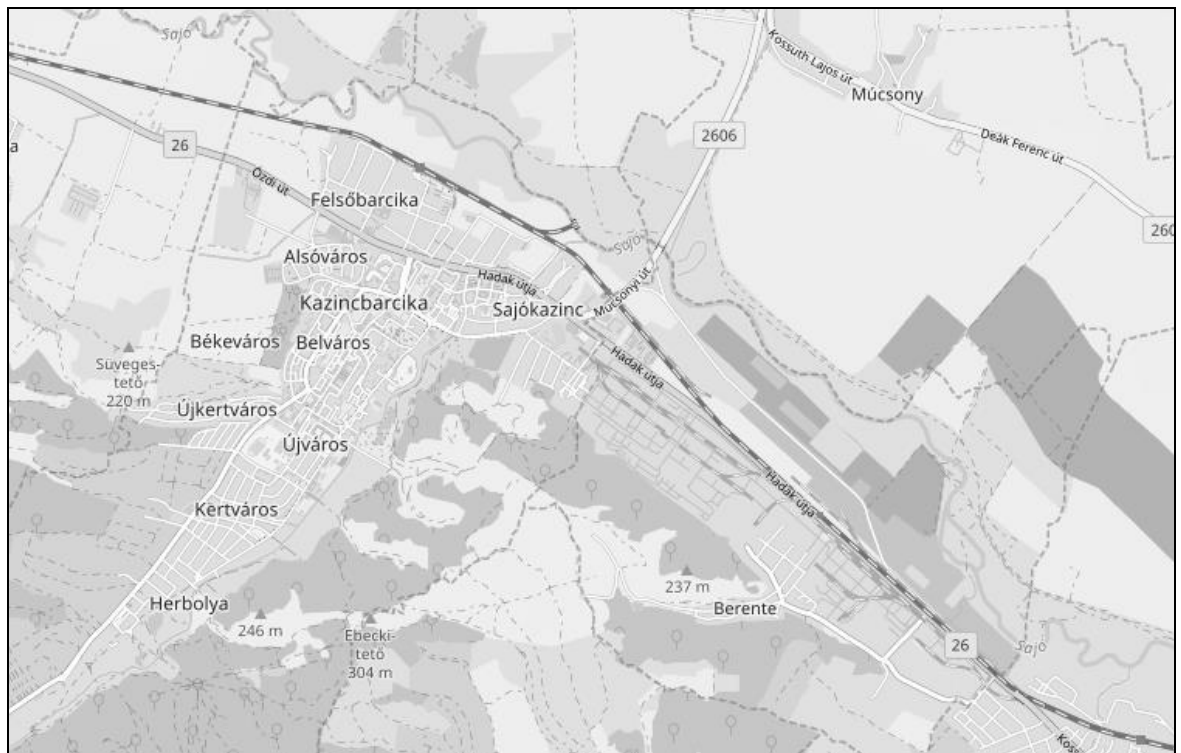 Sajó
Kossuth Lajos út
Múcsony
2606
Deák Ferenc út
a
26
Ózdi út
Felsőbarcika
260
Sajó
Alsóváros
Hadak útja
Múcsonyi út
Kazincbarcika
Sajókazinc
Békeváros
Belváros
Hadak útja
Süveges-
tető
220 m
Újkertváros
Újváros
Hadak útja
Kertváros
237 m
Herbolya
Berente
246 m
Ebecki-
tető
304 m
26
Sajó
Koss